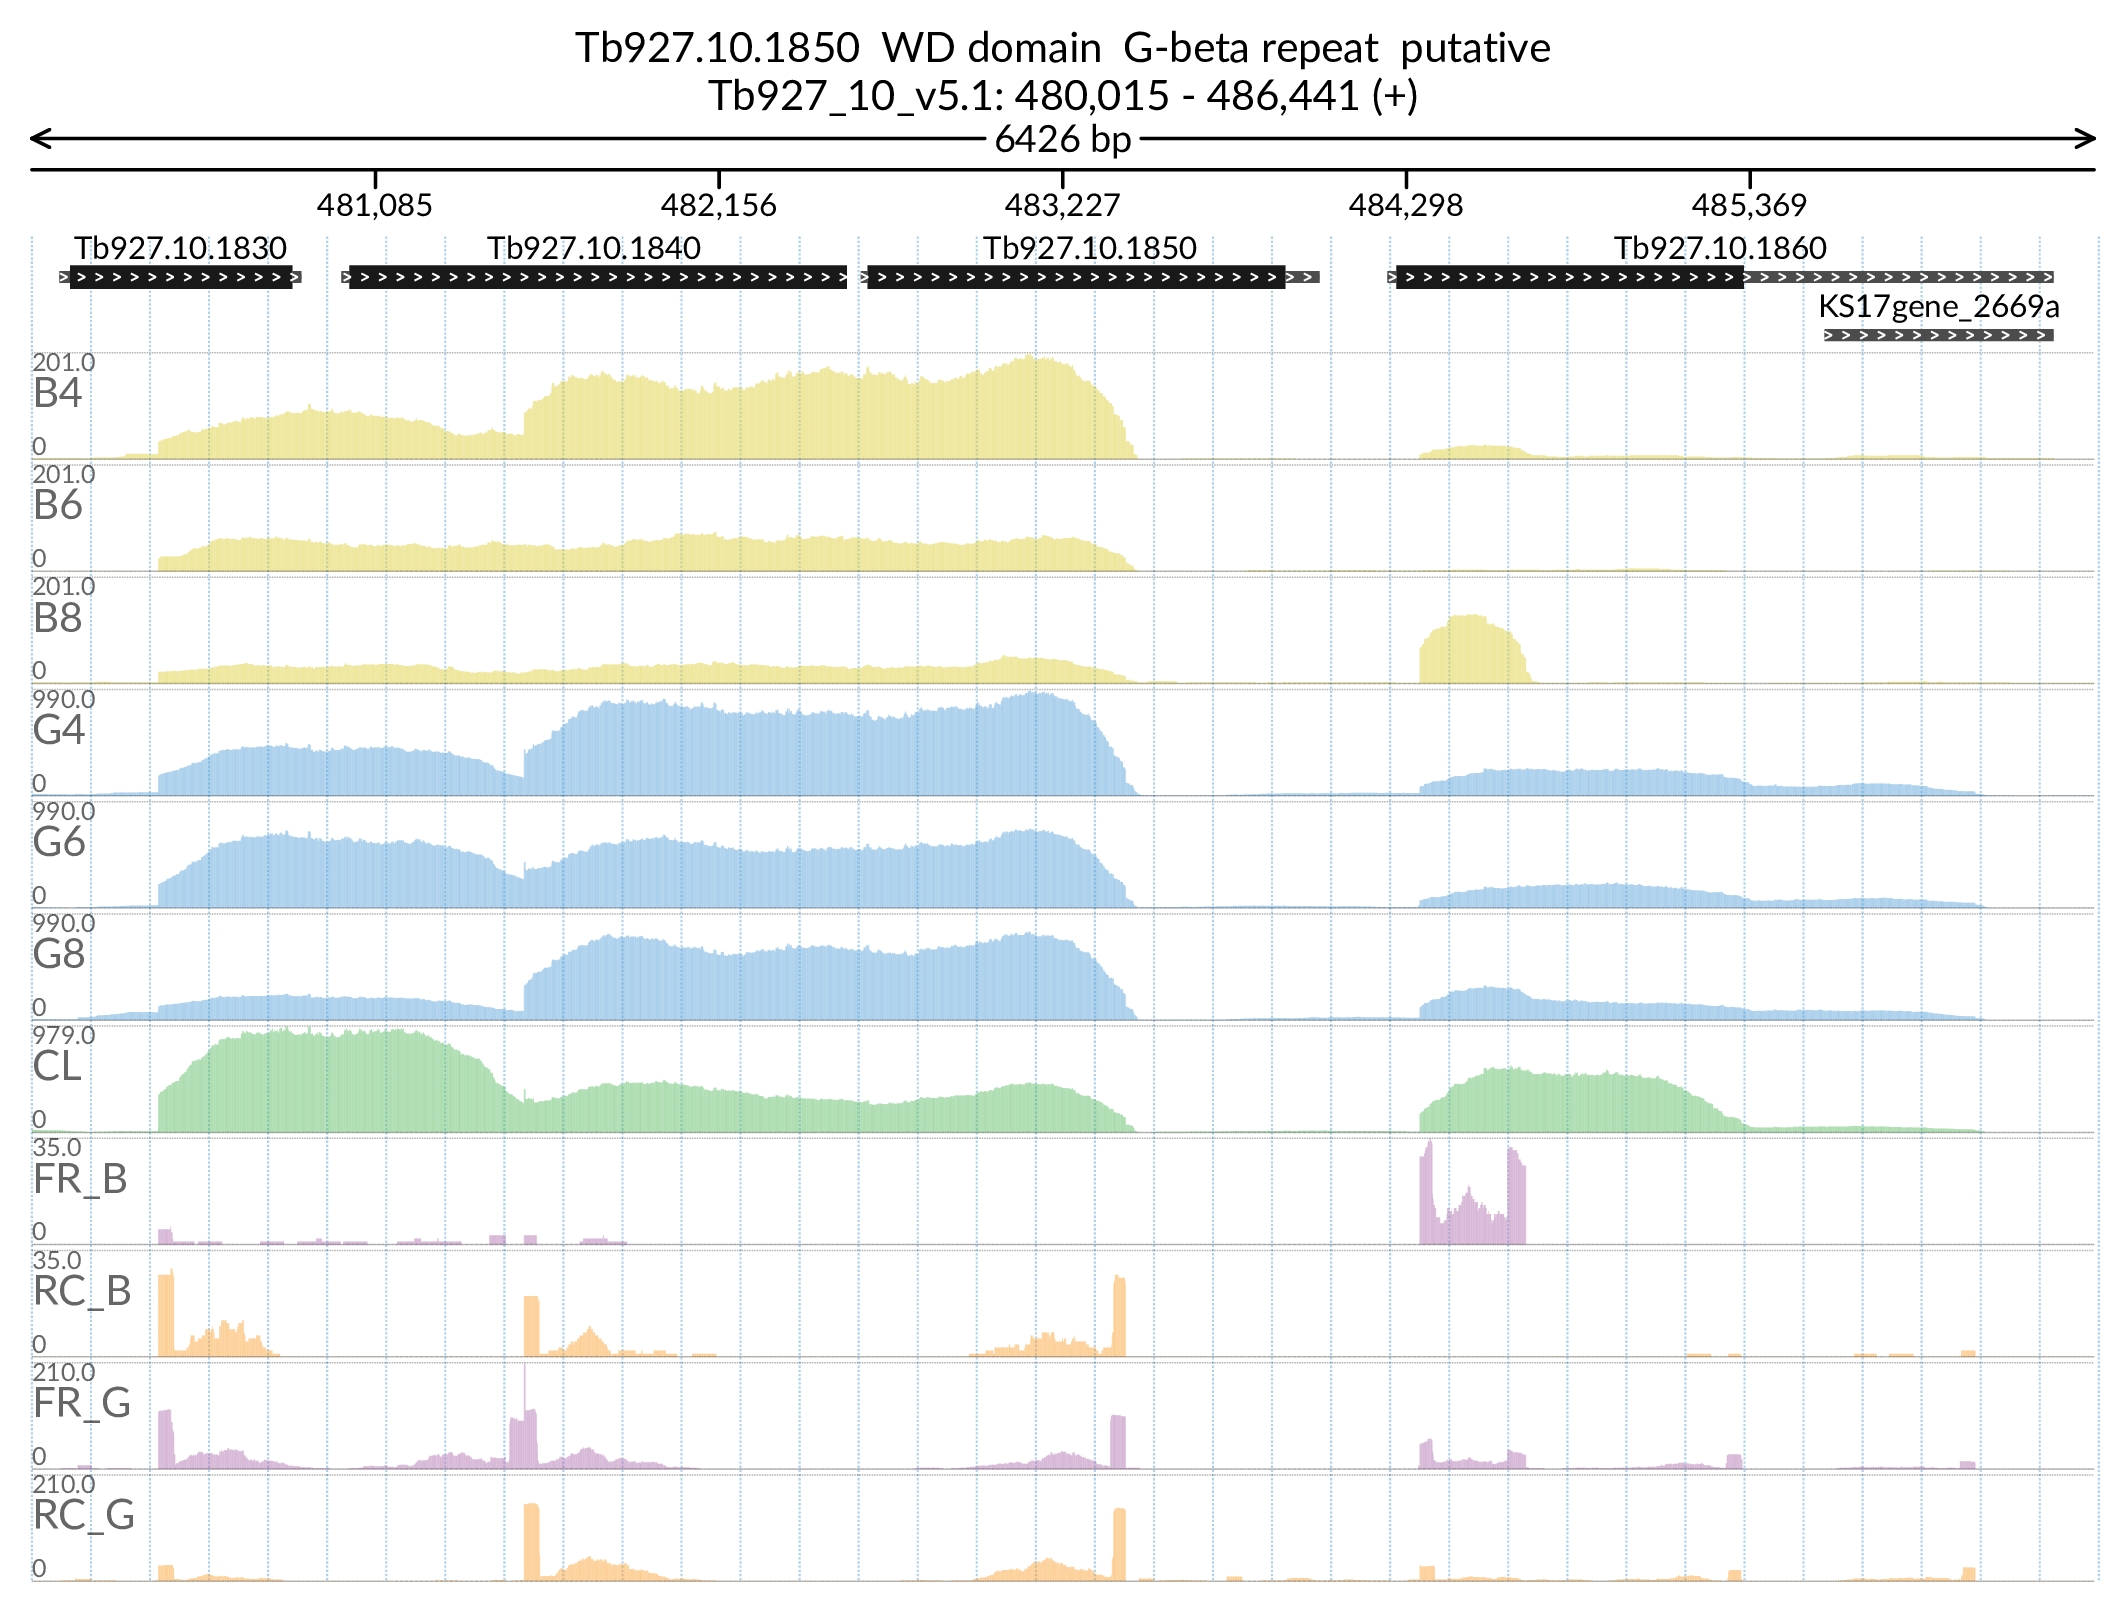 Tb927.10.1850  WD domain  G-beta repeat  putative
Tb927_10_v5.1: 480,015 - 486,441 (+)
6426 bp
481,085 482,156 483,227 484,298 485,369
Tb927.10.1830 Tb927.10.1840 Tb927.10.1850 Tb927.10.1860
KS17gene_2669a
201.0
B4
0
201.0
B6
0
201.0
B8
0
990.0
G4
0
990.0
G6
0
990.0
G8
0
979.0
CL
0
35.0
FR_B
0
35.0
RC_B
0
210.0
FR_G
0
210.0
RC_G
0